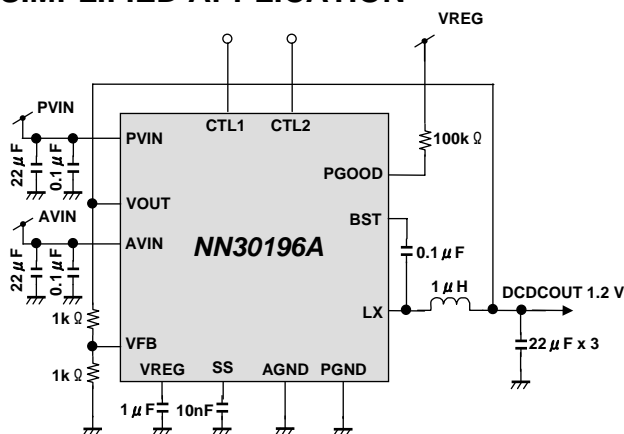 SIMPLIFIED APPLICATION
VREG
PVIN
22 μF
0.1 μF
CTL1
CTL2
PVIN
100k Ω
PGOOD
VOUT
BST
AVIN
AVIN
NN30196A
0.1 μF
22 μF
0.1 μF
1 μH
DCDCOUT 1.2 V
LX
1k Ω
VFB
22 μF x 3
1k Ω
VREG
SS
AGND
PGND
1 μF
10nF